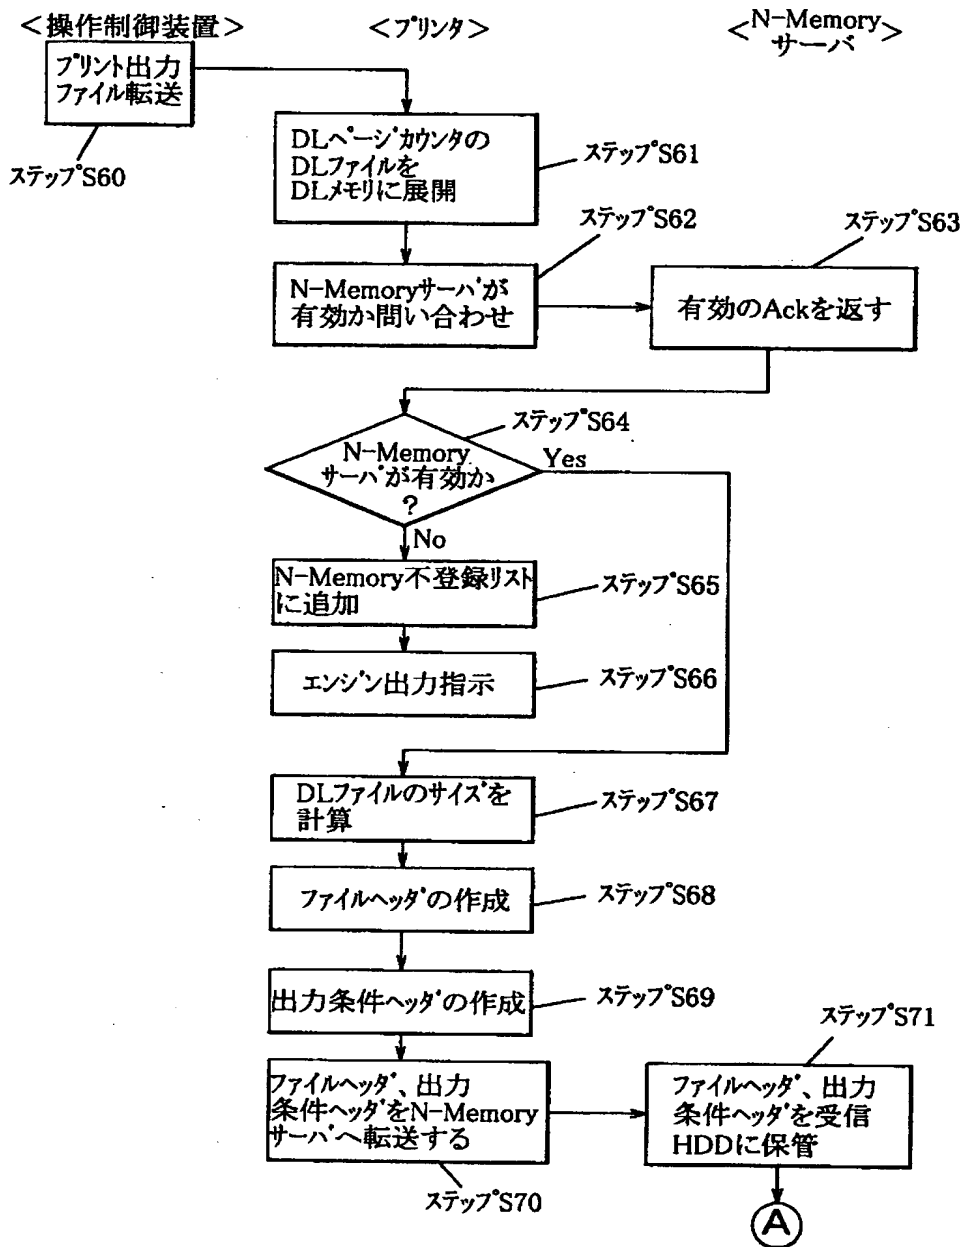 <操作制御装置>
<プリンタ>
<N-Memory
サーバ>
プリント出力
ファイル転送
ステップS60
DLページカウンタの
DLファイルを
DLメモリに展開
ステップS61
ステップS62
ステップS63
N-Memoryサーバが
有効か問い合わせ
有効のAckを返す
ステップS64
N-Memory
サーバが有効か
?
Yes
No
N-Memory不登録リスト
に追加
ステップS65
エンジン出力指示
ステップS66
DLファイルのサイズを
計算
ステップS67
ファイルヘッダの作成
ステップS68
出力条件ヘッダの作成
ステップS69
ステップS71
ファイルヘッダ、出力
条件ヘッダをN-Memory
サーバへ転送する
ファイルヘッダ、出力
条件ヘッダを受信
HDDに保管
ステップS70
A